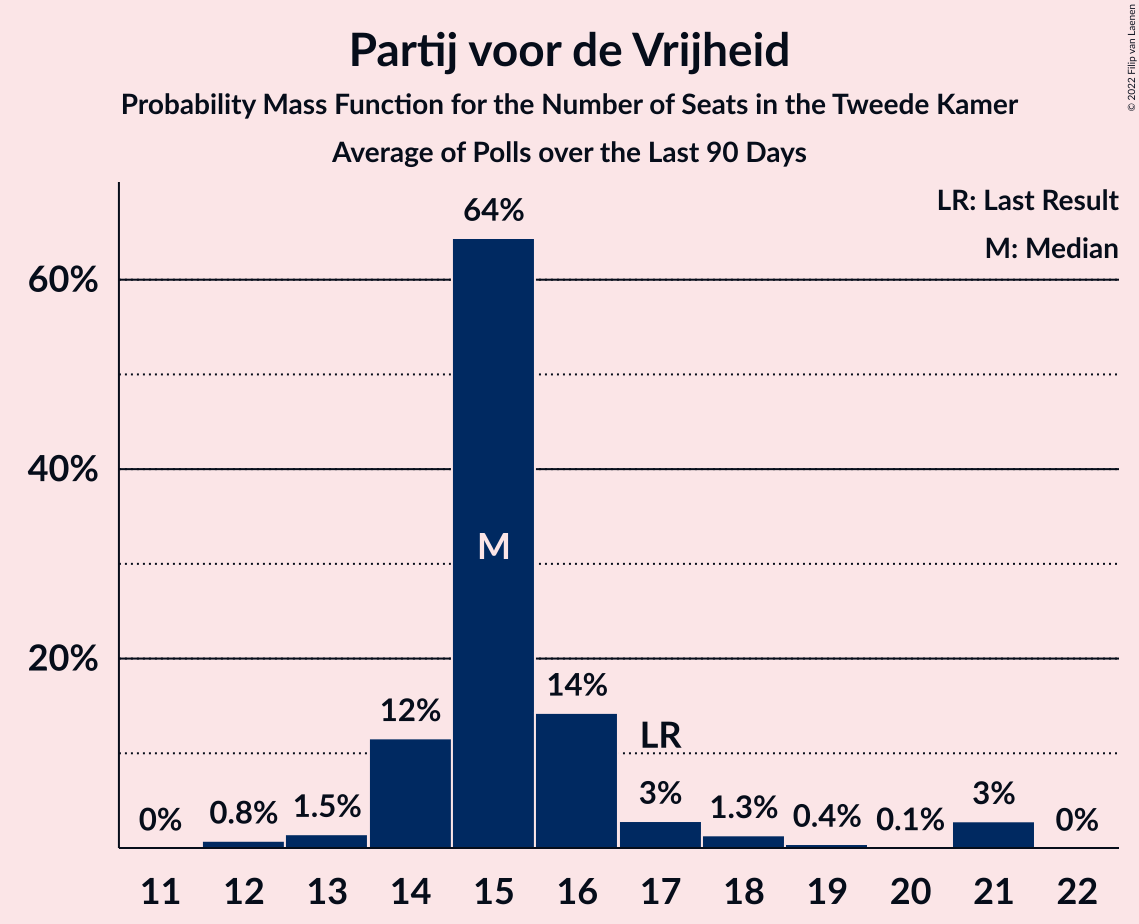 Partij voor de Vrijheid
Probability Mass Function for the Number of Seats in the Tweede Kamer
Average of Polls over the Last 90 Days
© 2022 Filip van Laenen
LR: Last Result
M: Median
64%
60%
40%
M
20%
14%
12%
LR
3%
3%
1.5%
1.3%
0.8%
0.4%
0.1%
0%
0%
11 12 13 14 15 16 17 18 19 20 21 22